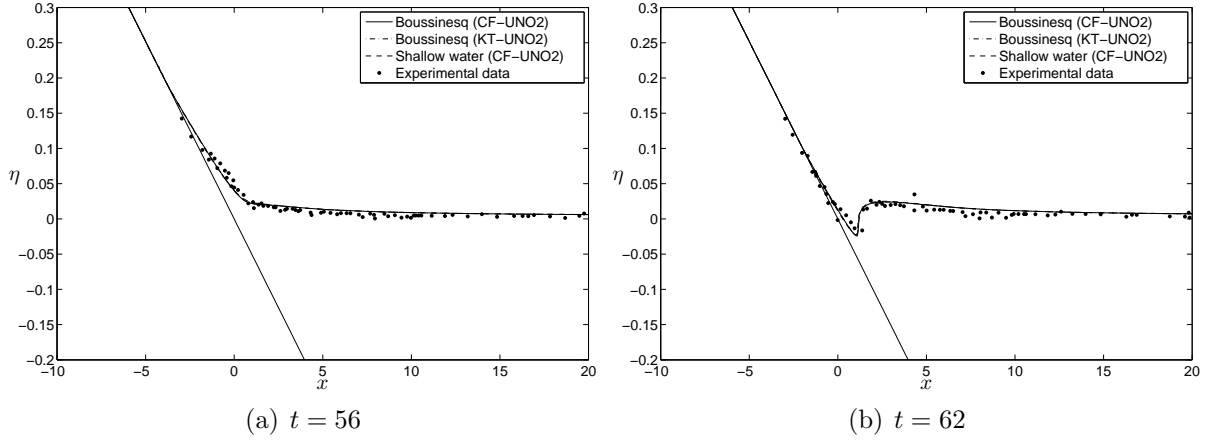 0.3
0.25
0.2
0.15
0.1
0.05
0
−0.05
−0.1
−0.15
−0.2
η
−10
−5
0
5
10
15
20
x
Boussinesq (CF−UNO2)
Boussinesq (KT−UNO2)
Shallow water (CF−UNO2)
Experimental data
(a) t = 56
0.3
0.25
0.2
0.15
0.1
0.05
0
−0.05
−0.1
−0.15
−0.2
η
−10
−5
0
5
10
15
20
x
Boussinesq (CF−UNO2)
Boussinesq (KT−UNO2)
Shallow water (CF−UNO2)
Experimental data
(b) t = 62